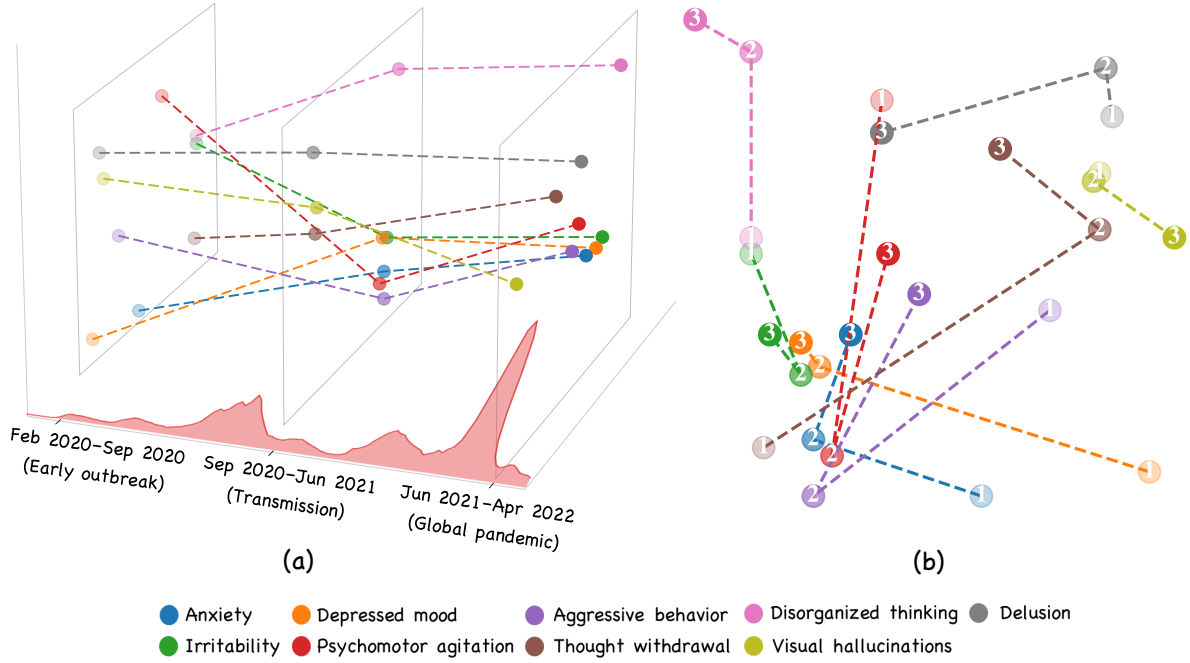 Feb 2020–Sep 2020
(Early outbreak)
Sep 2020–Jun 2021
(Transmission)
Jun 2021–Apr 2022
(Global pandemic)
(a)
3
2
1
1
3
2
1
3
1
2
3
2
1
3
3
1
3
3
2
2
3
1
2
2
1
2
1
(b)
Anxiety
Depressed mood
Aggressive behavior
Disorganized thinking
Delusion
Irritability
Psychomotor agitation
Thought withdrawal
Visual hallucinations